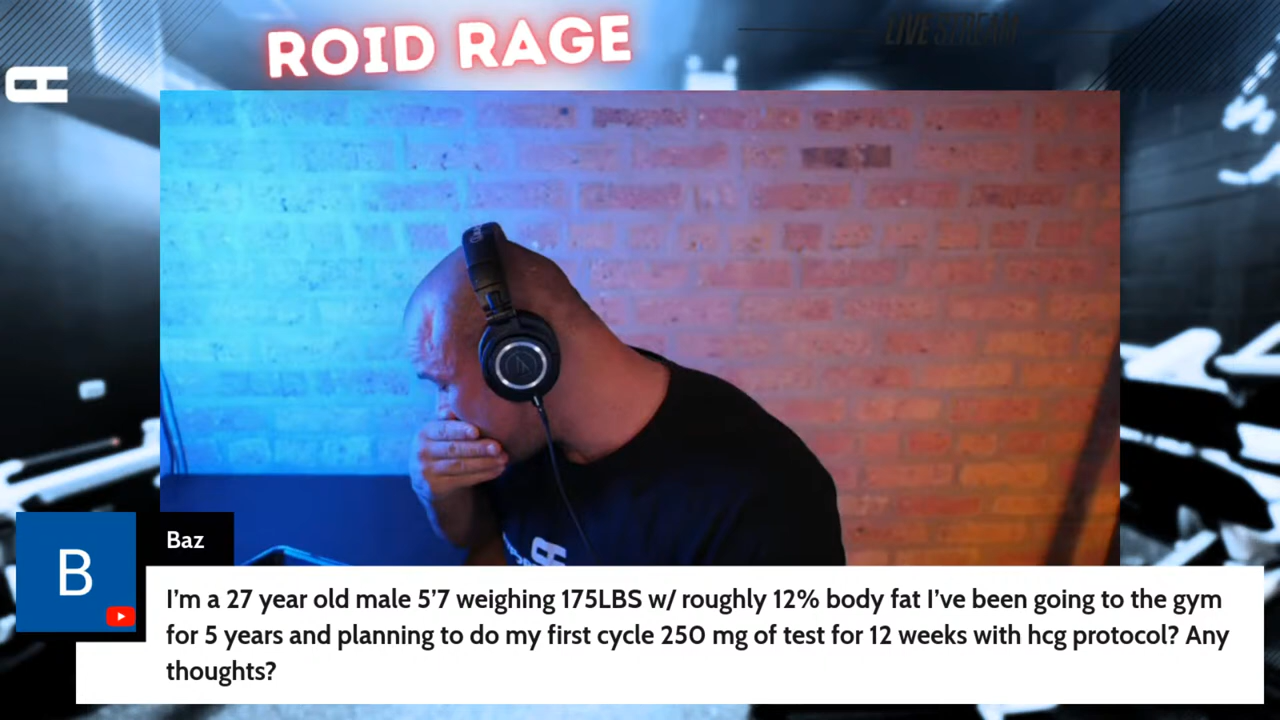 ROID RAGE
LIVE STREAM
A
B
Baz
I'm a 27 year old male 5'7 weighing 175LBS w/ roughly 12% body fat I've been going to the gym
for 5 years and planning to do my first cycle 250 mg of test for 12 weeks with hcg protocol? Any
thoughts?